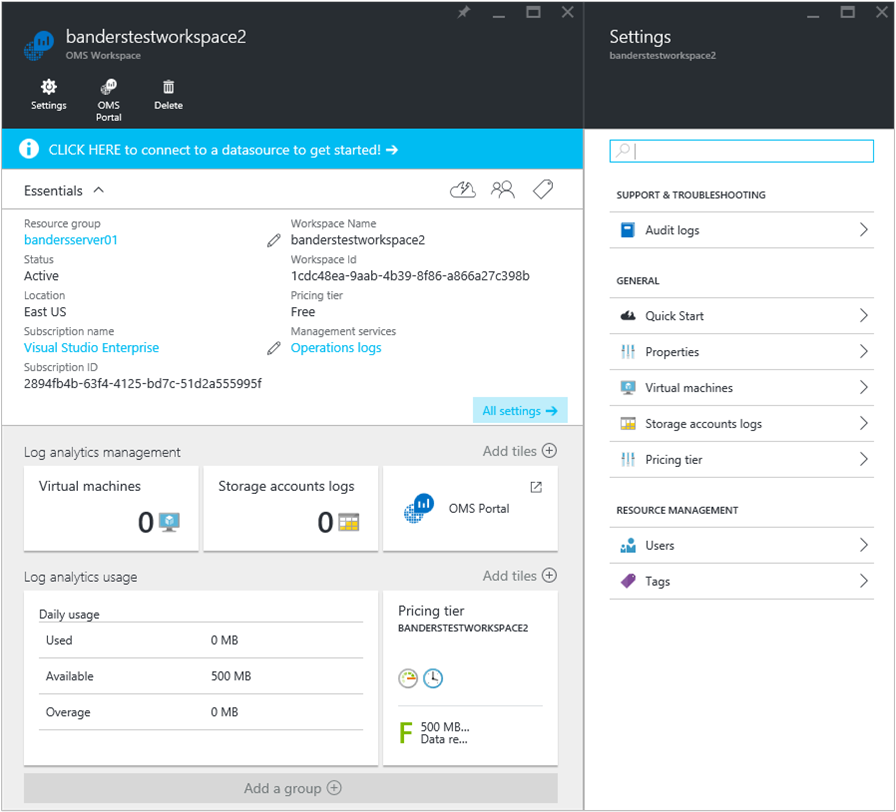 banderstestworkspace2
OMS Workspace
Settings
OMS
Portal
Delete
CLICK HERE to connect to a datasource to get started!
Essentials
Resource group
bandersserver01
Status
Active
Location
East US
Subscription name
Visual Studio Enterprise
Subscription ID
2894fb4b-63f4-4125-bd7c-51d2a555995f
Workspace Name
banderstestworkspace2
Workspace Id
1cdc48ea-9aab-4b39-8f86-a866a27c398b
Pricing tier
Free
Management services
Operations logs
All settings
Log analytics management
Add tiles
Virtual machines
0
Storage accounts logs
0
OMS Portal
Log analytics usage
Add tiles
Daily usage
Used 0 MB
Available 500 MB
Overage 0 MB
Pricing tier
BANDERSTESTWORKSPACE2
F
500 MB...
Data re...
Add a group
Settings
banderstestworkspace2
SUPPORT & TROUBLESHOOTING
Audit logs
GENERAL
Quick Start
Properties
Virtual machines
Storage accounts logs
Pricing tier
RESOURCE MANAGEMENT
Users
Tags